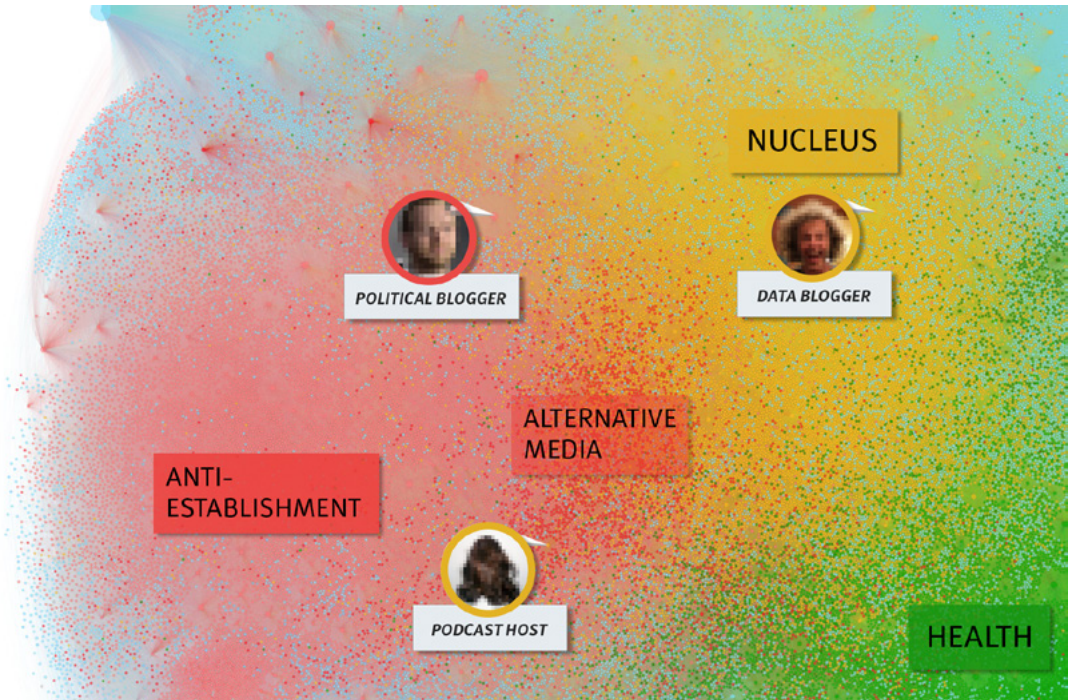 NUCLEUS
POLITICAL BLOGGER
DATA BLOGGER
ALTERNATIVE
MEDIA
ANTI-
ESTABLISHMENT
PODCAST HOST
HEALTH